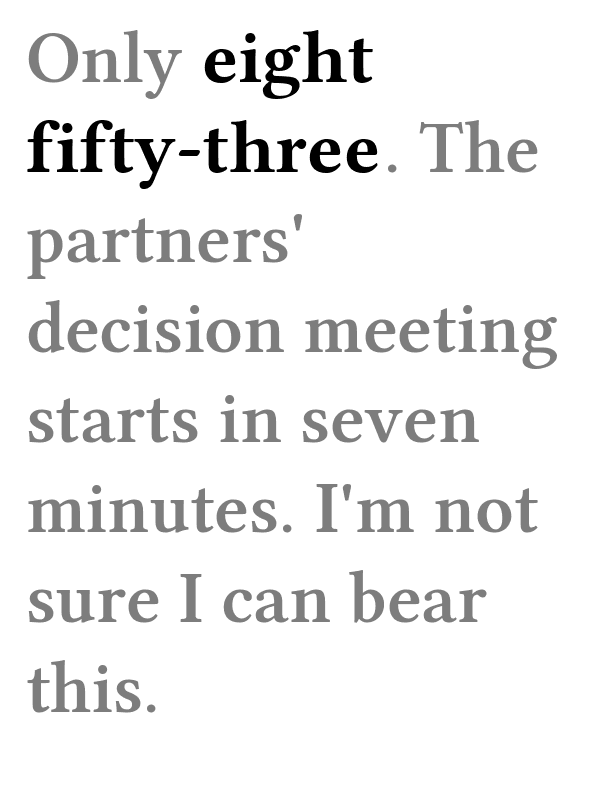 Only eight
fifty-three. The
partners'
decision meeting
starts in seven
minutes. I'm not
sure I can bear
this.